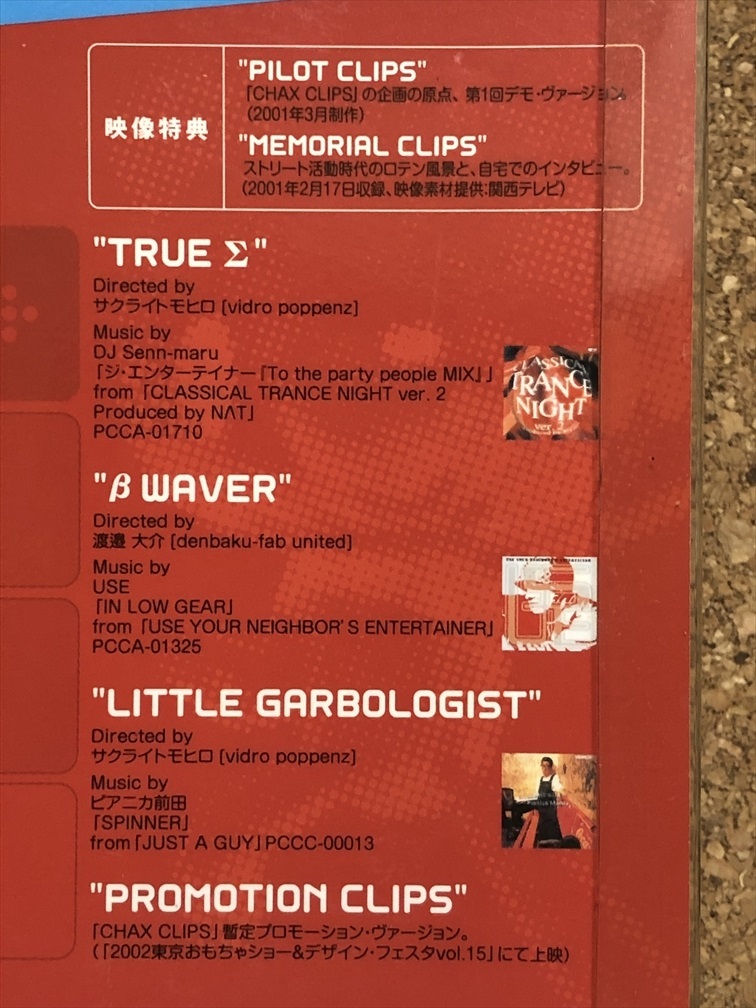 映像特典
"PILOT CLIPS"
「CHAX CLIPS」の企画の原点、第1回デモ・ヴァージョン。
(2001年3月制作)
"MEMORIAL CLIPS"
ストリート活動時代のロテン風景と、自宅でのインタビュー。
(2001年2月17日収録、映像素材提供:関西テレビ)
"TRUE Σ"
Directed by
サクライトモヒロ [vidro poppenz]
Music by
DJ Senn-maru
「ジ・エンターテイナー『To the party people MIX』」
from「CLASSICAL TRANCE NIGHT ver. 2
Produced by NΛT」
PCCA-01710
CLASSICAL
TRANCE
NIGHT
ver. 2
"β WAVER"
Directed by
渡邉 大介 [denbaku-fab united]
Music by
USE
「IN LOW GEAR」
from「USE YOUR NEIGHBOR'S ENTERTAINER」
PCCA-01325
"LITTLE GARBOLOGIST"
Directed by
サクライトモヒロ [vidro poppenz]
Music by
ピアニカ前田
「SPINNER」
from「JUST A GUY」PCCC-00013
"PROMOTION CLIPS"
「CHAX CLIPS」暫定プロモーション・ヴァージョン。
(「2002東京おもちゃショー&デザイン・フェスタvol.15」にて上映)